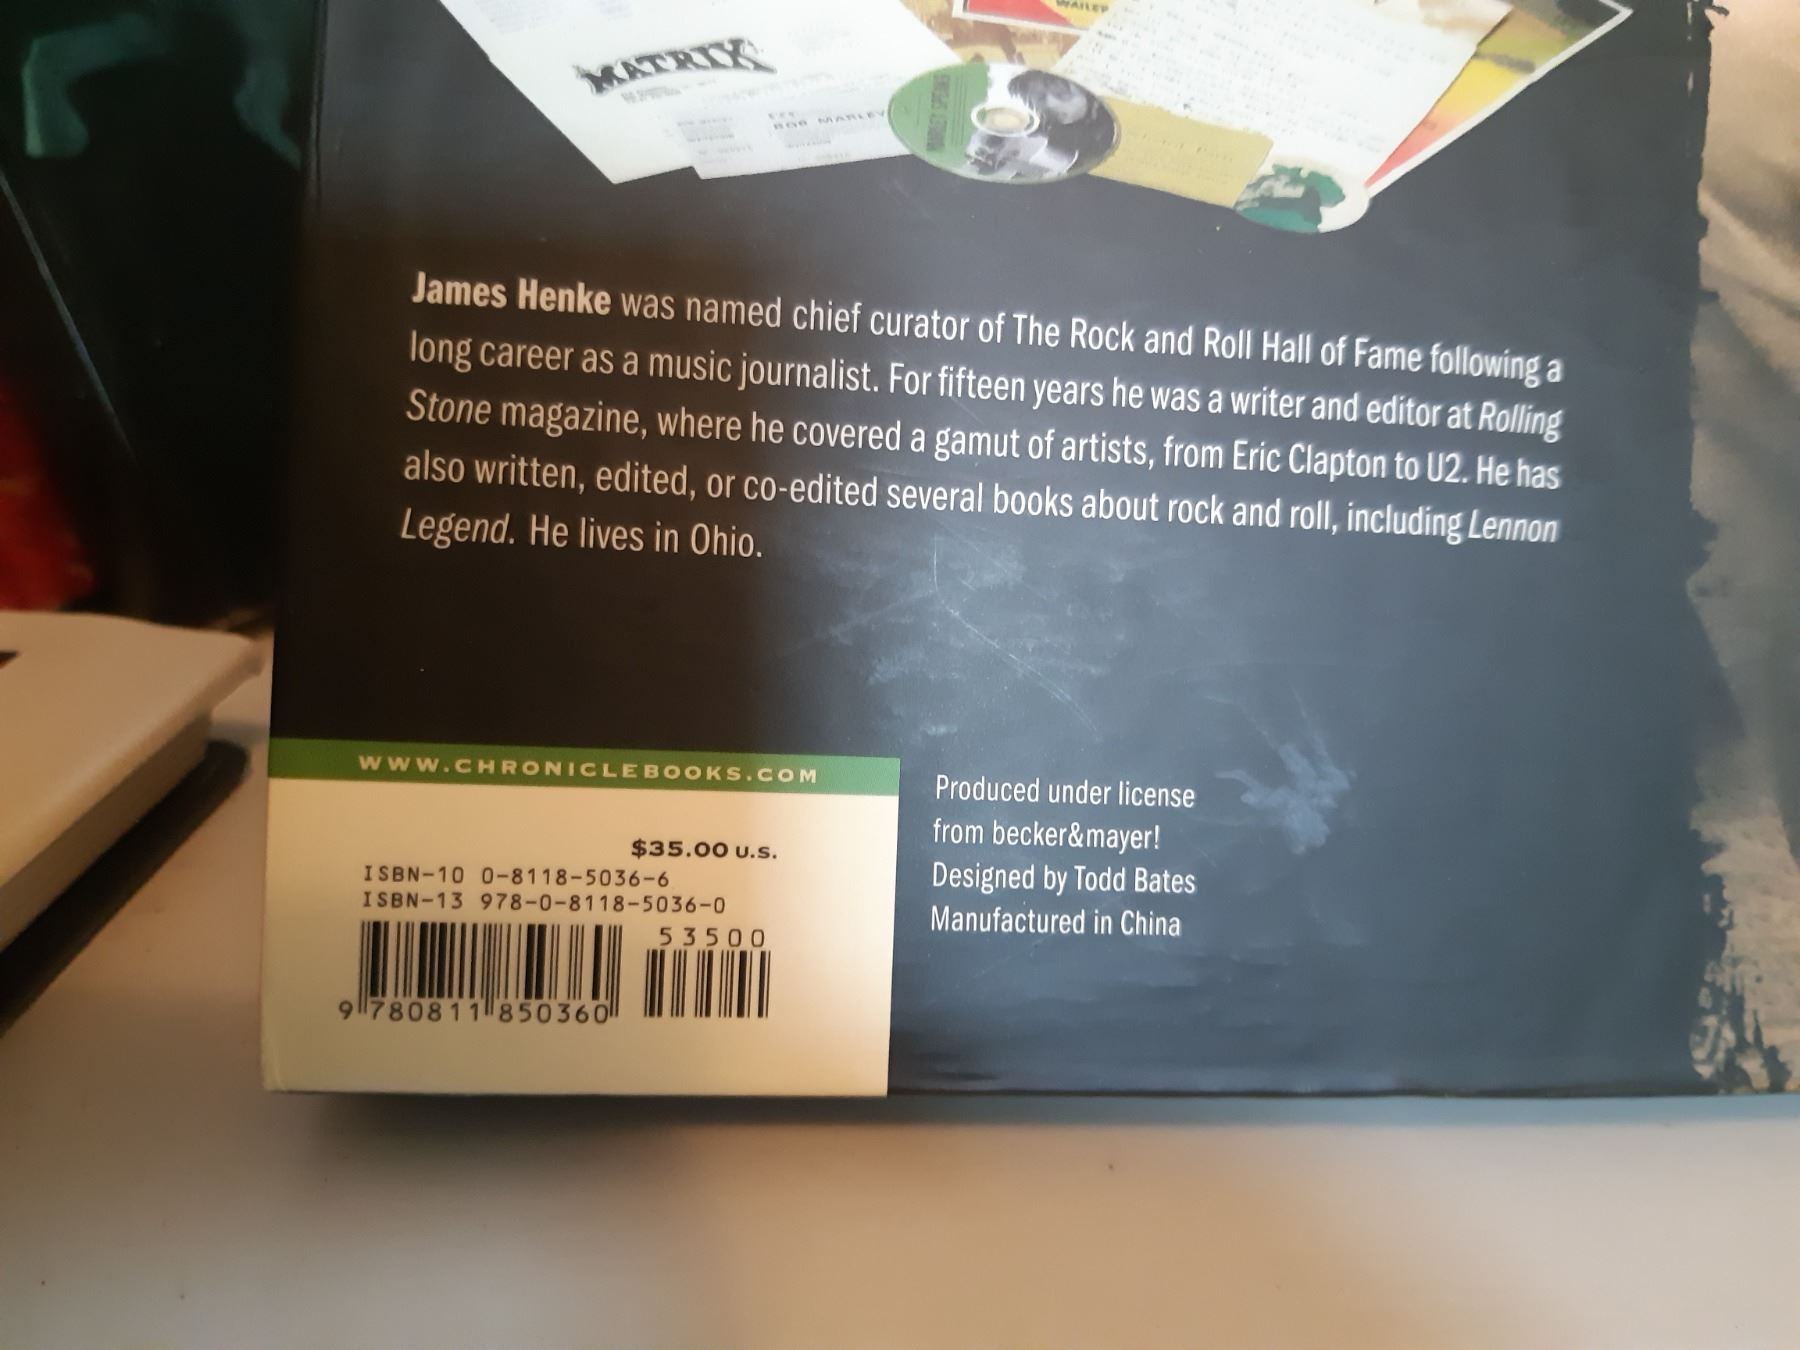 WAILER
MATRIX
BOB MARLEY
James Henke was named chief curator of The Rock and Roll Hall of Fame following a
long career as a music journalist. For fifteen years he was a writer and editor at Rolling
Stone magazine, where he covered a gamut of artists, from Eric Clapton to U2. He has
also written, edited, or co-edited several books about rock and roll, including Lennon
Legend. He lives in Ohio.
WWW.CHRONICLEBOOKS.COM
$35.00 U.S.
ISBN-10 0-8118-5036-6
ISBN-13 978-0-8118-5036-0
53500
9 780811 850360
Produced under license
from becker&mayer!
Designed by Todd Bates
Manufactured in China